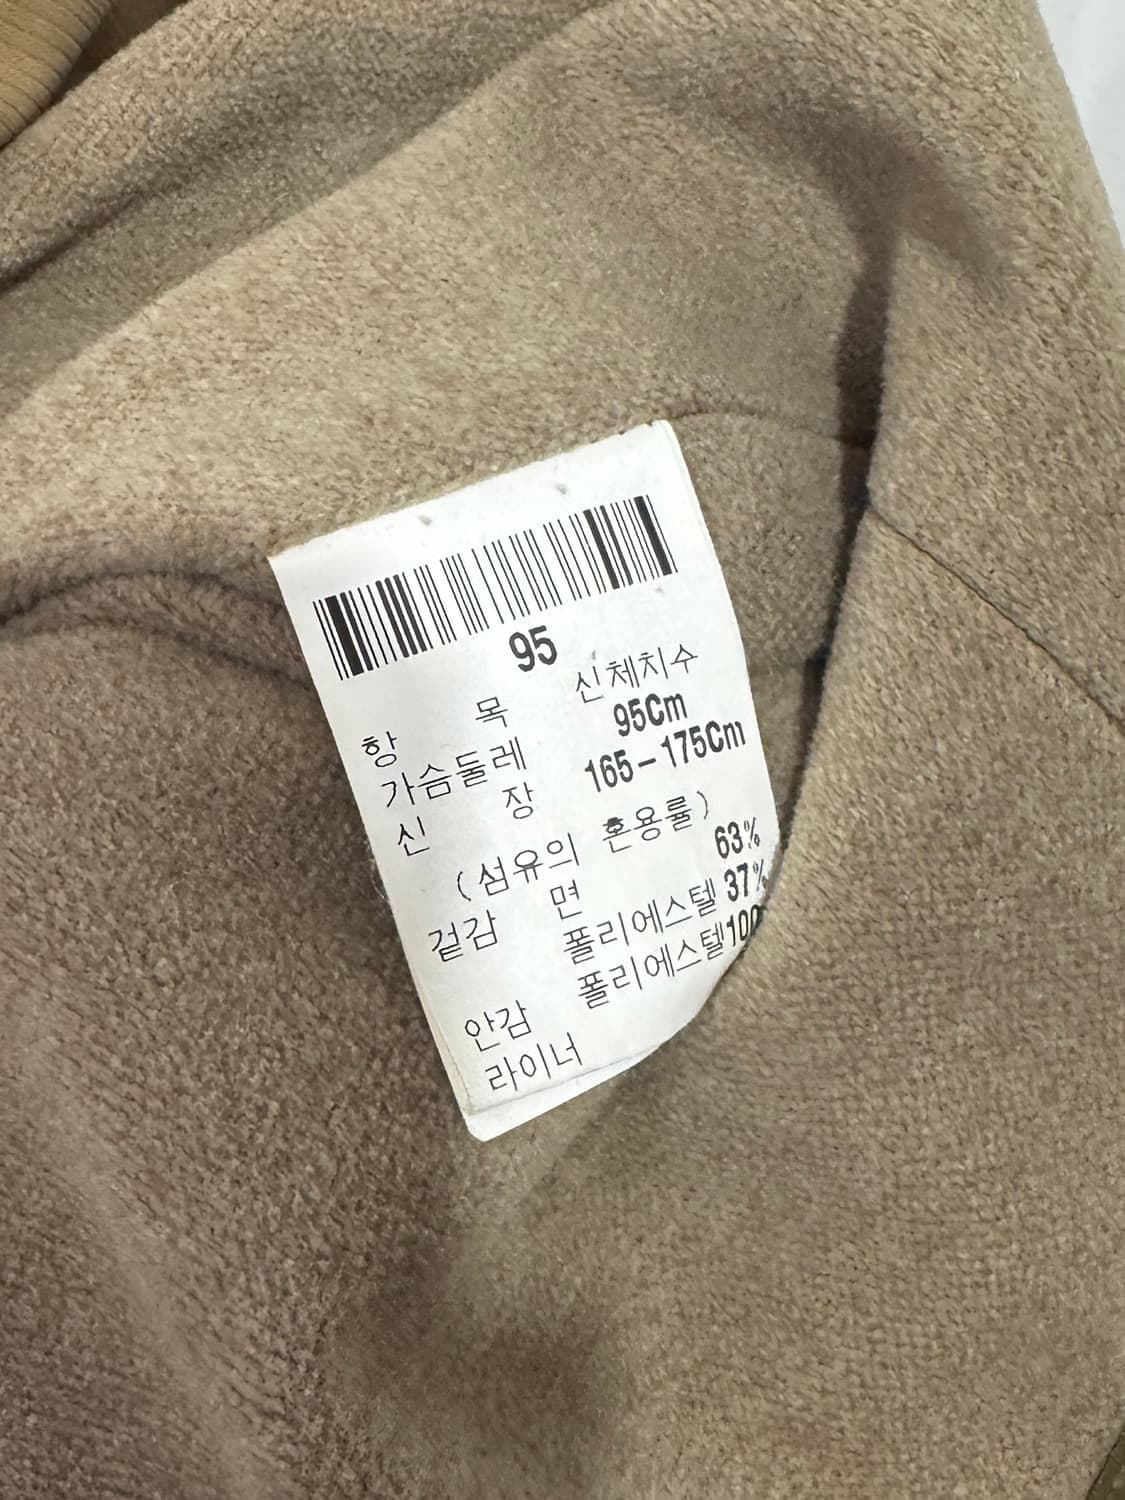 95
항 목 신체치수
가슴둘레 95Cm
신 장 165-175Cm
(섬유의 혼용률)
겉감 면 63%
폴리에스텔 37%
안감 폴리에스텔 100
라이너